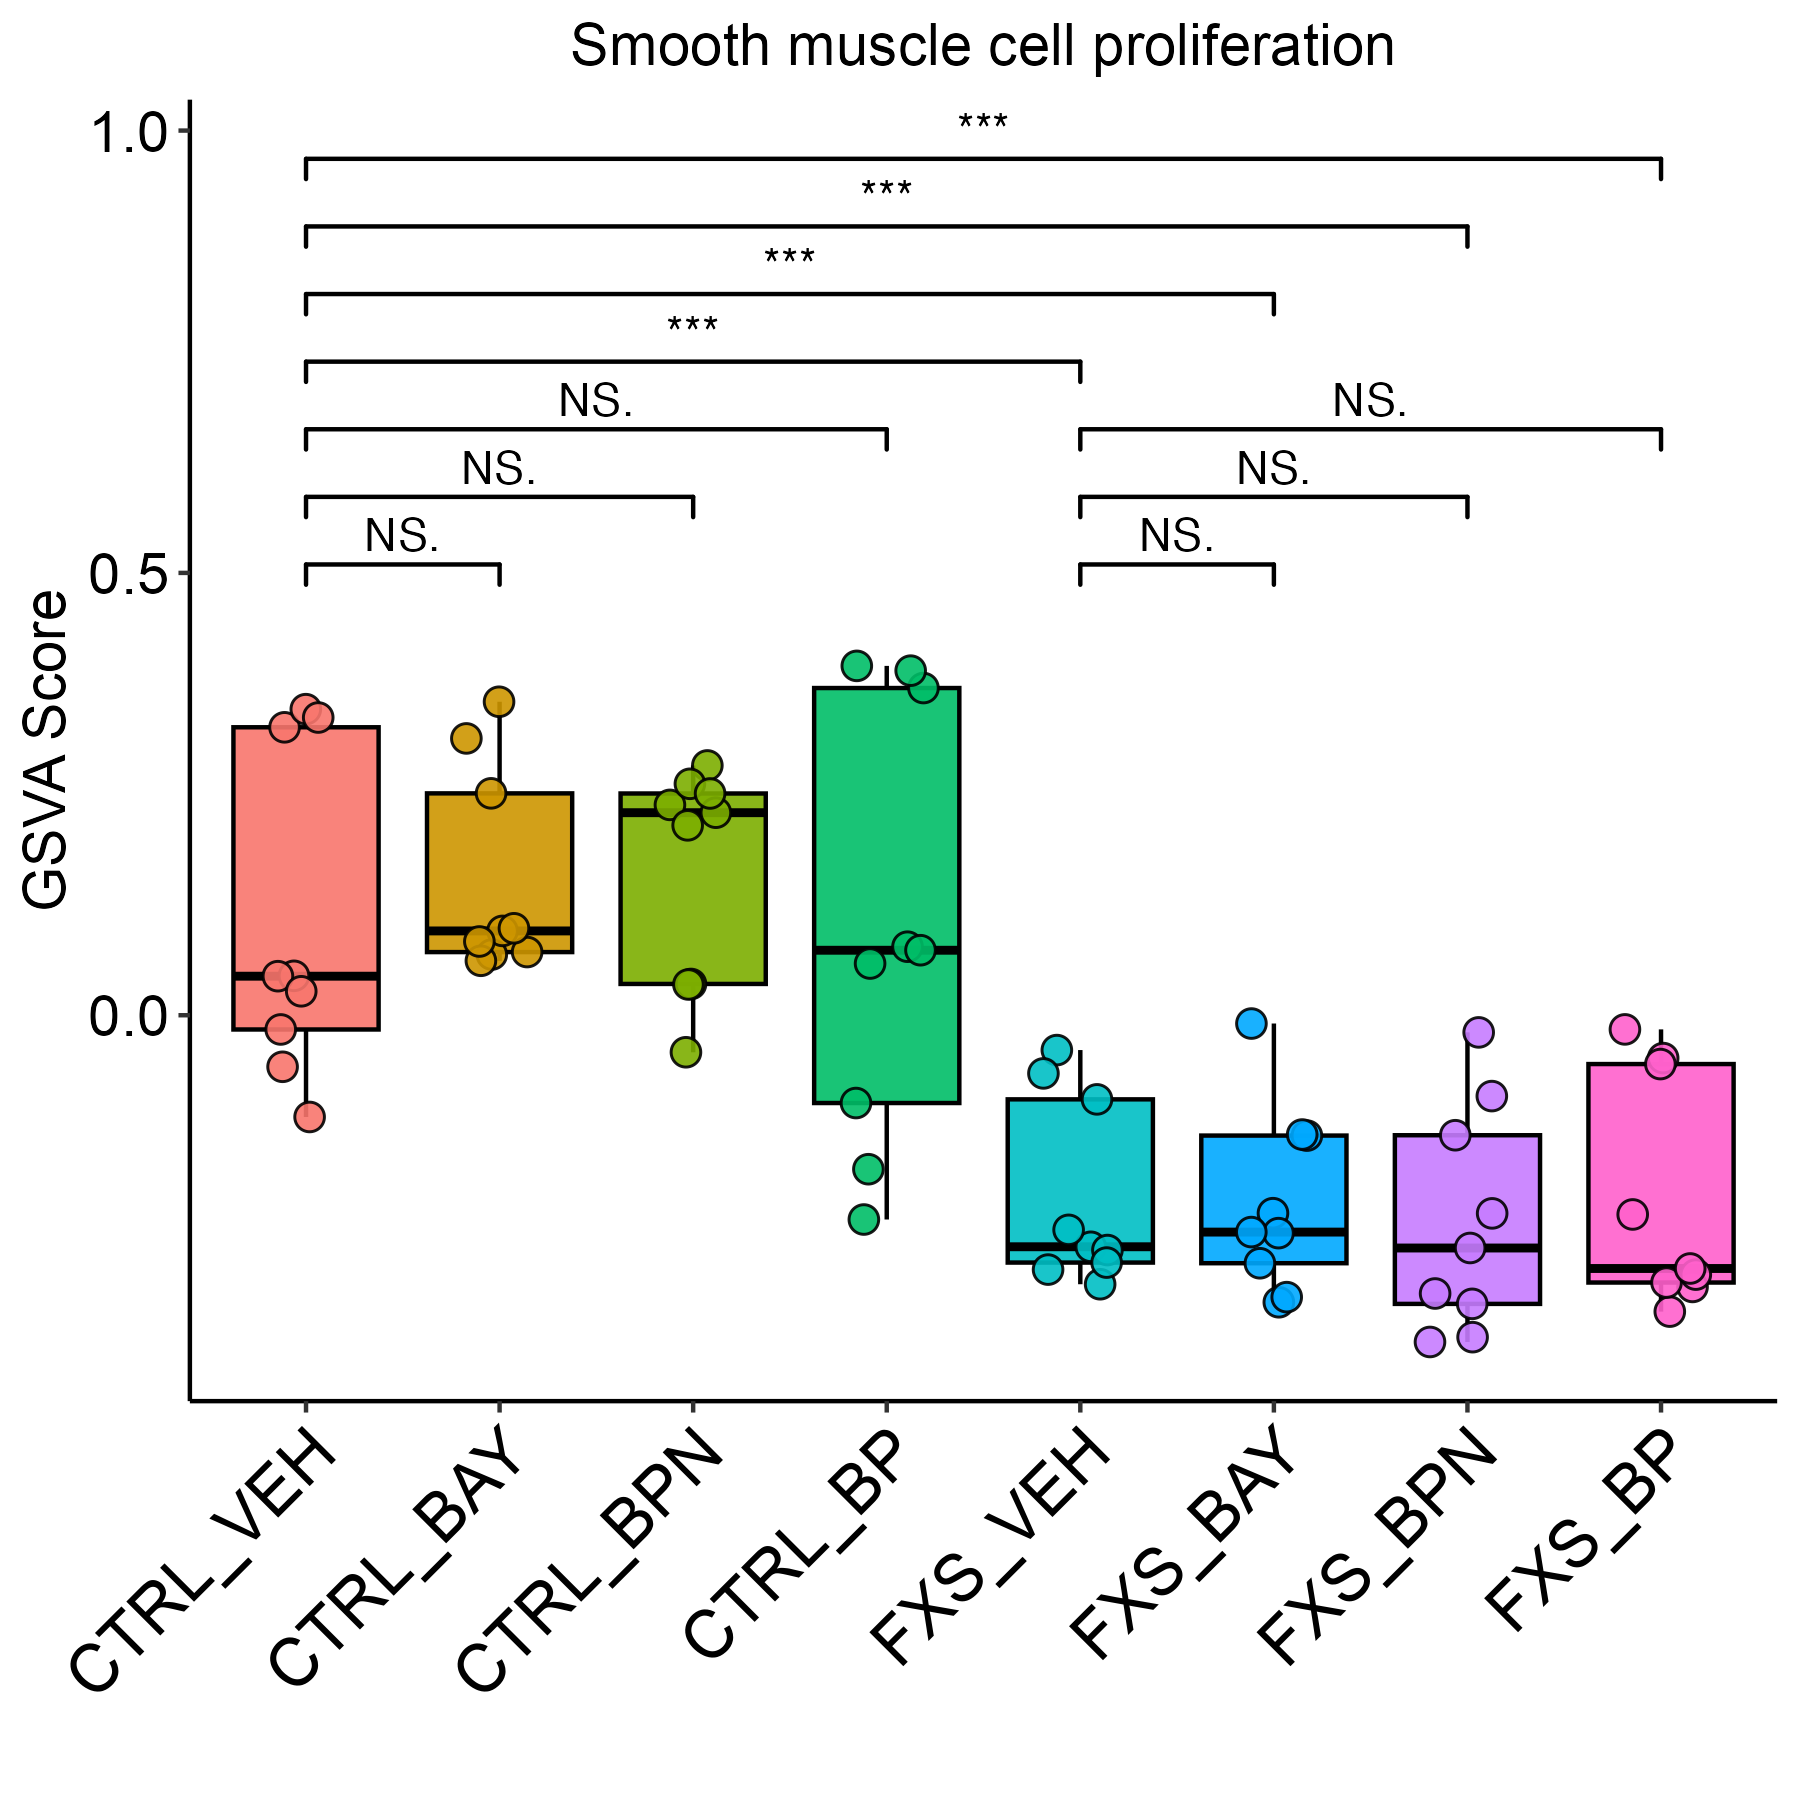 Smooth muscle cell proliferation
1.0
***
***
***
***
NS. NS.
NS. NS.
NS. NS.
0.5
GSVA Score
0.0
CTRL_VEH
CTRL_BAY
CTRL_BPN
CTRL_BP
FXS_VEH
FXS_BAY
FXS_BPN
FXS_BP